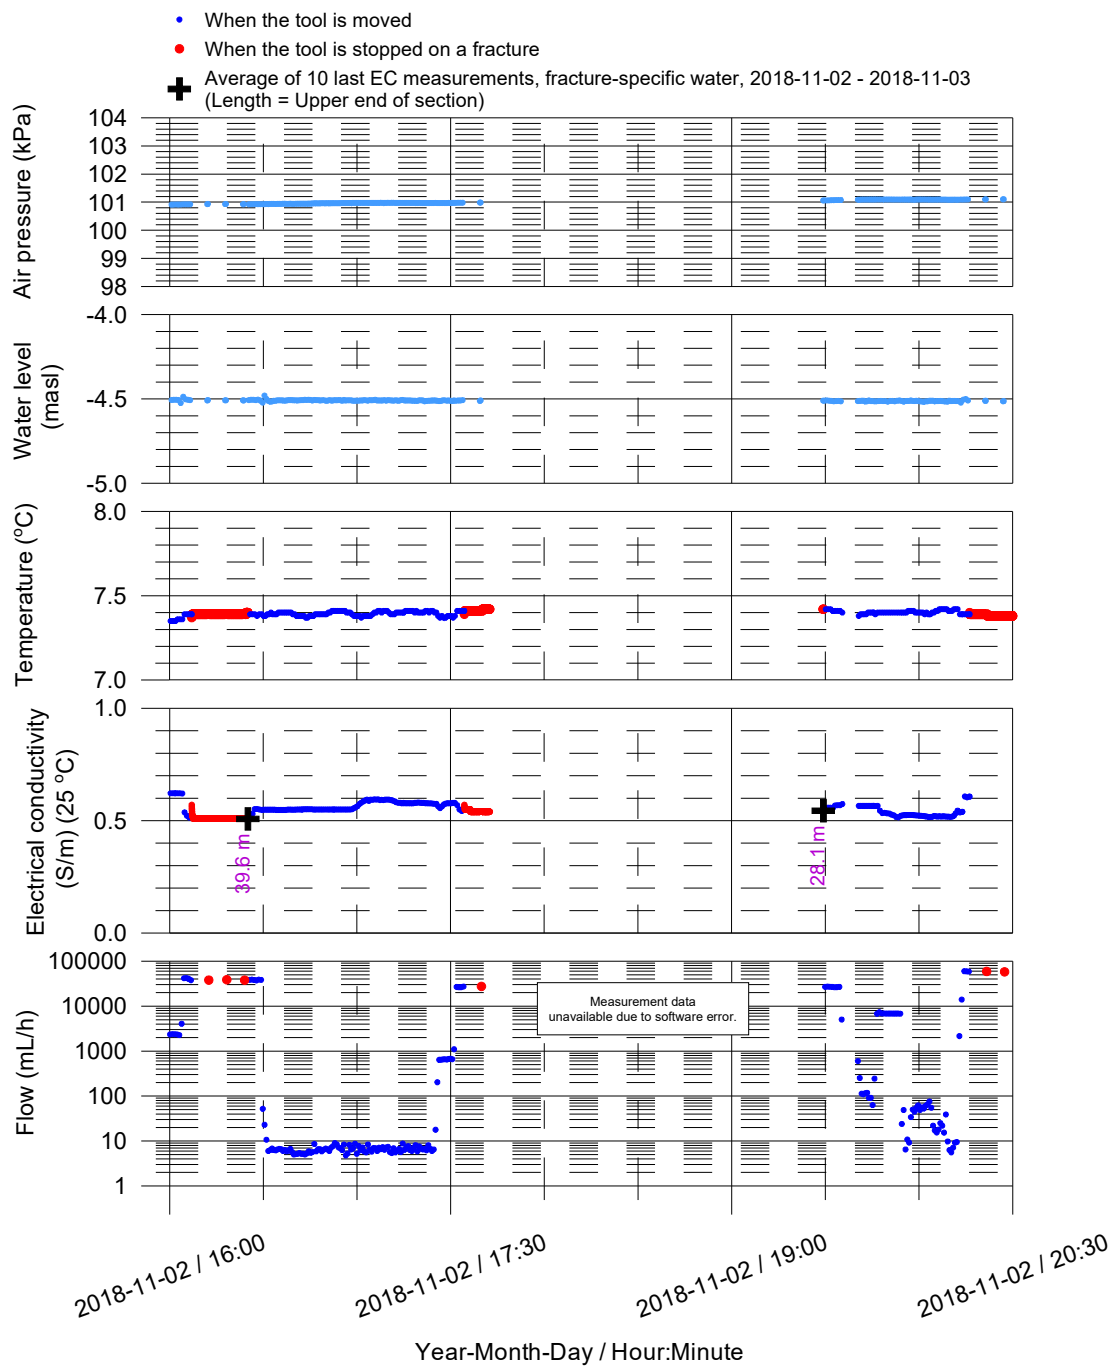 When the tool is moved
When the tool is stopped on a fracture
Average of 10 last EC measurements, fracture-specific water, 2018-11-02 - 2018-11-03
(Length = Upper end of section)
Air pressure (kPa)
104
103
102
101
100
99
98
Water level
(masl)
-4.0
-4.5
-5.0
Temperature (°C)
8.0
7.5
7.0
Electrical conductivity
(S/m) (25 °C)
1.0
0.5
0.0
39.6 m
28.1 m
Flow (mL/h)
100000
10000
1000
100
10
1
Measurement data
unavailable due to software error.
2018-11-02 / 16:00
2018-11-02 / 17:30
2018-11-02 / 19:00
2018-11-02 / 20:30
Year-Month-Day / Hour:Minute